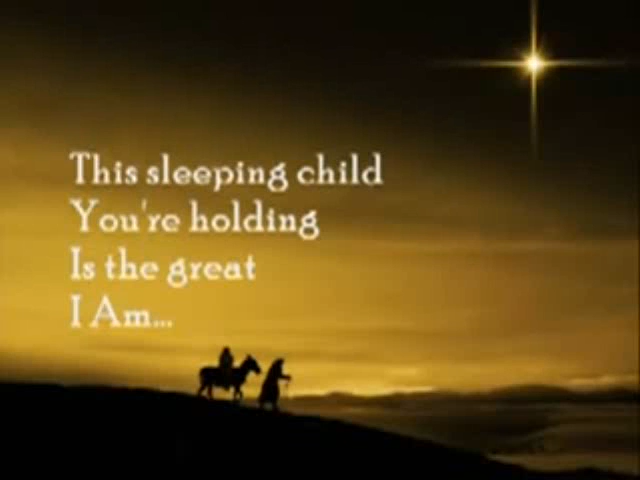 This sleeping child
You're holding
Is the great
I Am...